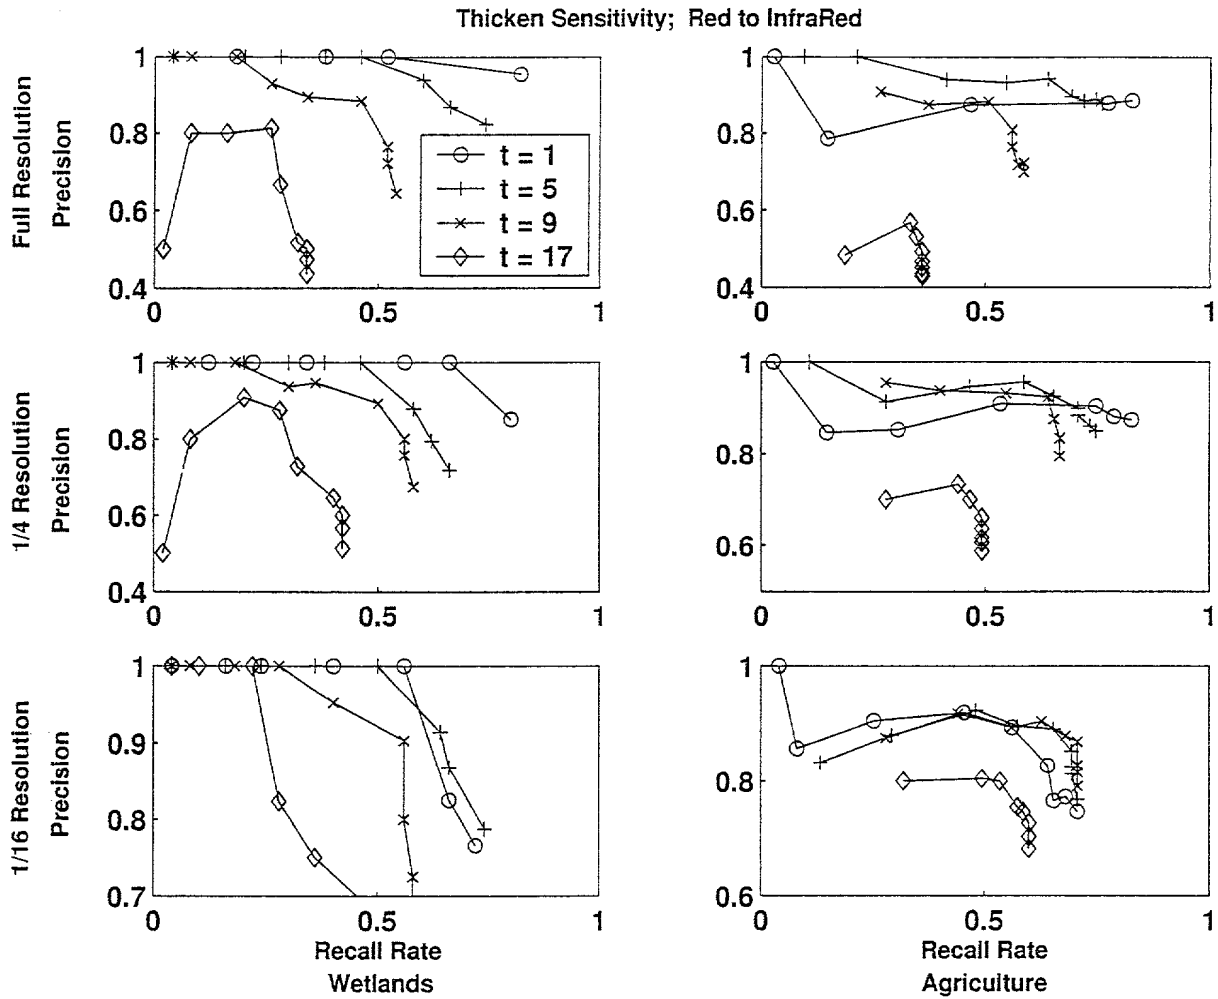 Thicken Sensitivity; Red to InfraRed
Full Resolution
Precision
1
0.8
0.6
0.4
0
0.5
1
t = 1
t = 5
t = 9
t = 17
1
0.8
0.6
0.4
0
0.5
1
1/4 Resolution
Precision
1
0.8
0.6
0.4
0
0.5
1
1
0.8
0.6
0
0.5
1
1/16 Resolution
Precision
1
0.9
0.8
0.7
0
0.5
1
Recall Rate
Wetlands
1
0.8
0.6
0
0.5
1
Recall Rate
Agriculture